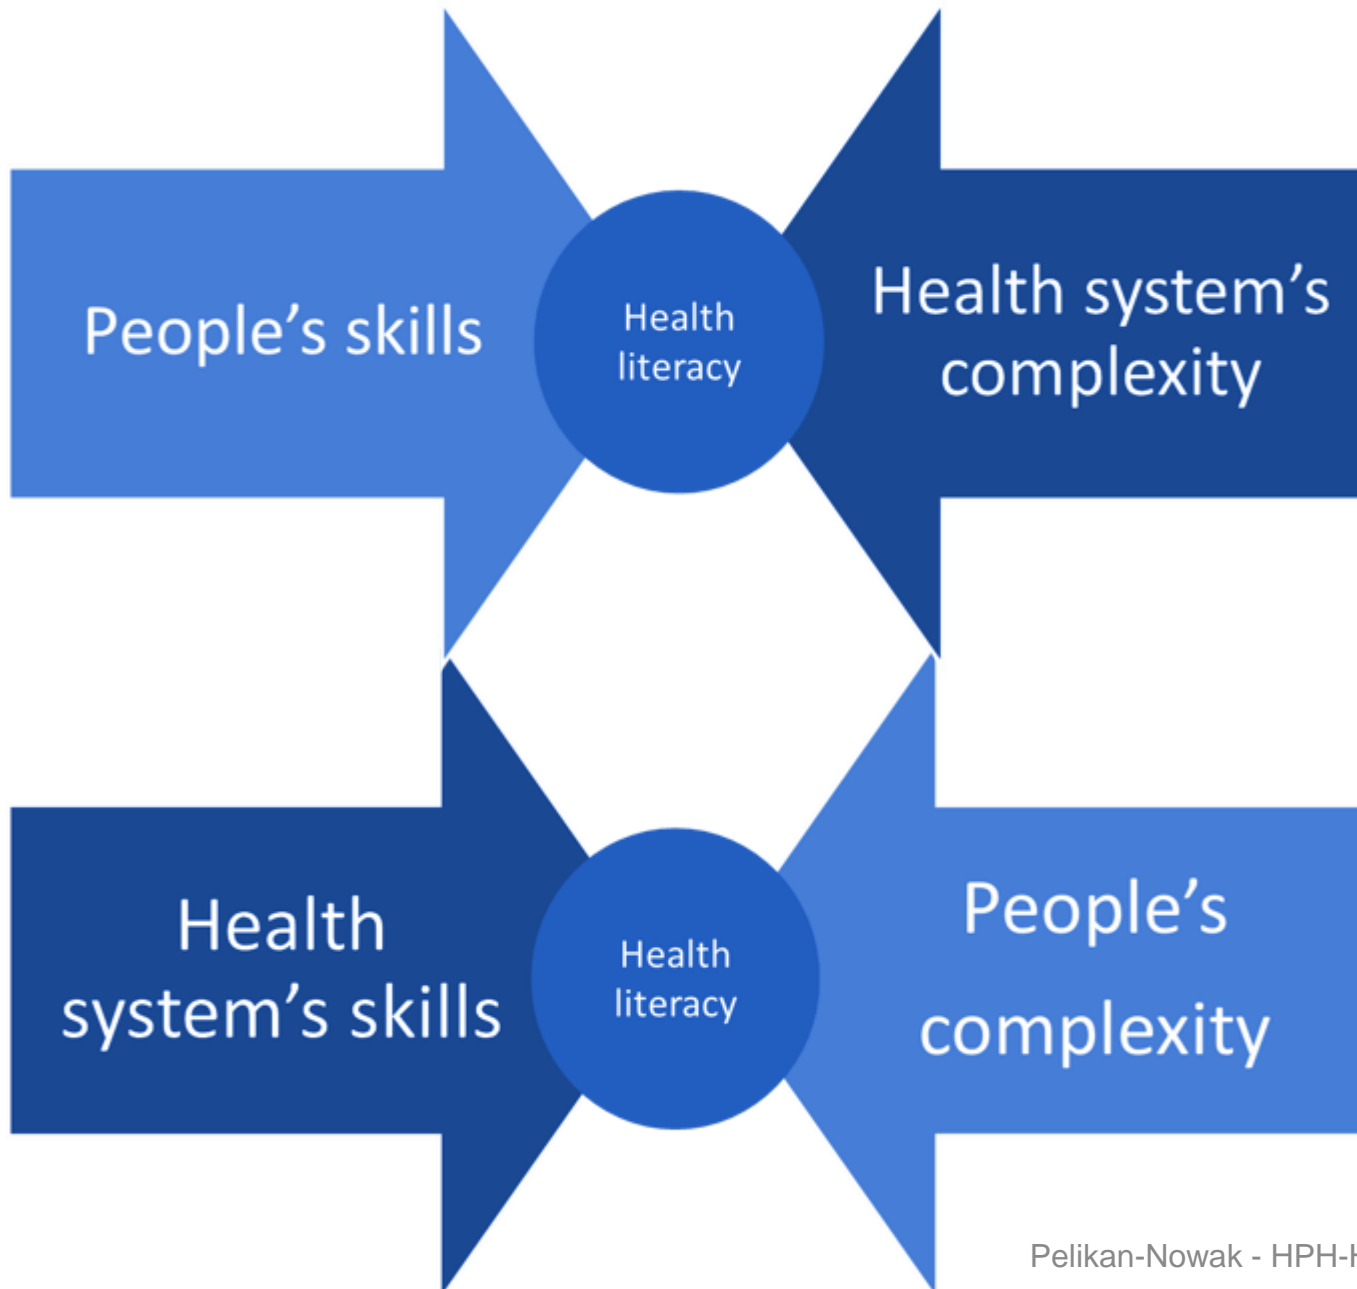 People’s skills
Health
literacy
Health system’s
complexity
Health
system’s skills
Health
literacy
People’s
complexity
Pelikan-Nowak - HPH-H